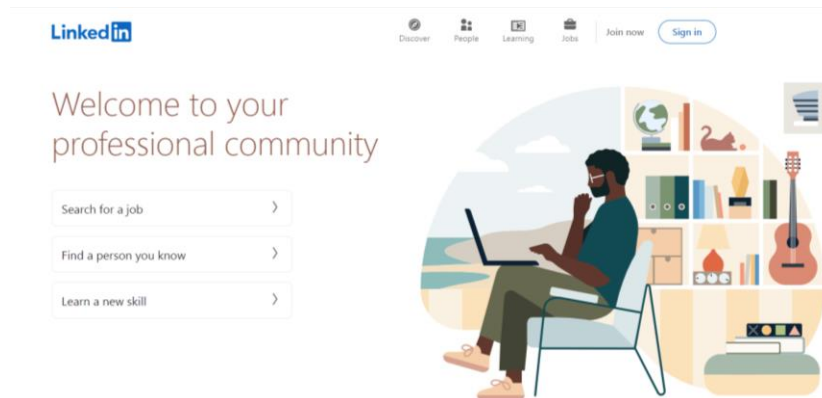 LinkedIn
Discover
People
Learning
Jobs
Join now
Sign in
Welcome to your
professional community
Search for a job
Find a person you know
Learn a new skill